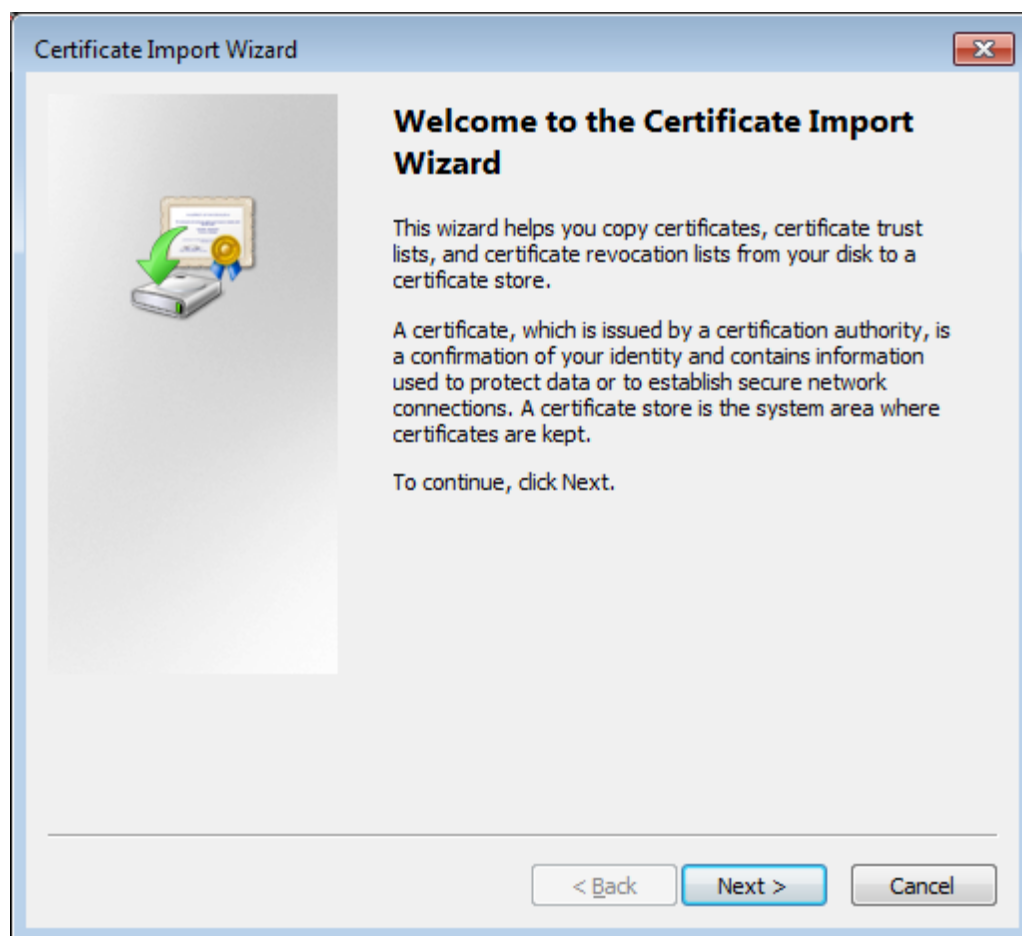 Certificate Import Wizard
Welcome to the Certificate Import
Wizard
This wizard helps you copy certificates, certificate trust
lists, and certificate revocation lists from your disk to a
certificate store.
A certificate, which is issued by a certification authority, is
a confirmation of your identity and contains information
used to protect data or to establish secure network
connections. A certificate store is the system area where
certificates are kept.
To continue, click Next.
< Back
Next >
Cancel